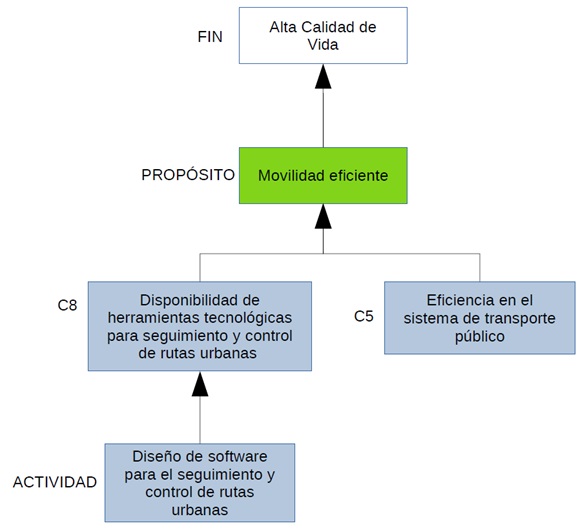 FIN
Alta Calidad de
Vida
PROPÓSITO
Movilidad eficiente
C8
Disponibilidad de
herramientas tecnológicas
para seguimiento y control
de rutas urbanas
C5
Eficiencia en el
sistema de transporte
público
ACTIVIDAD
Diseño de software
para el seguimiento y
control de rutas
urbanas